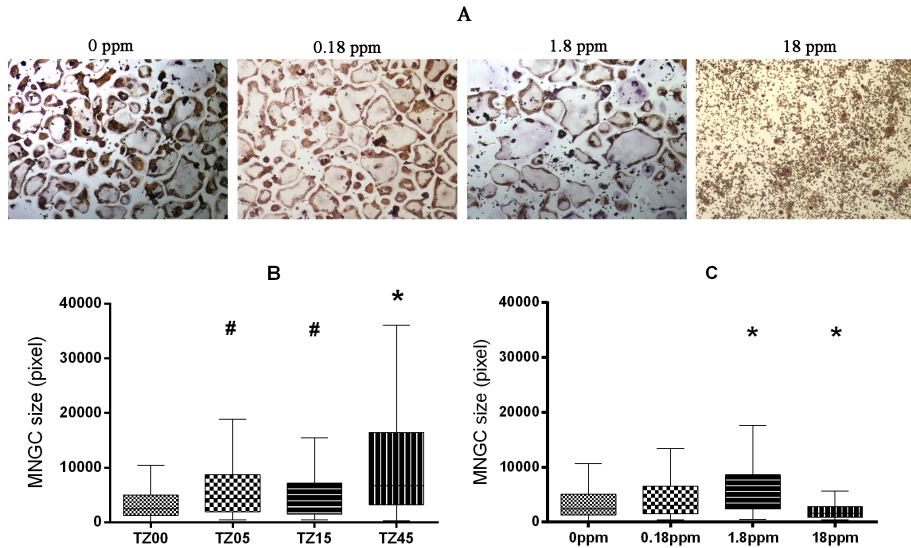 A
0 ppm 0.18 ppm 1.8 ppm 18 ppm
B
MNGC size (pixel)
40000
30000
20000
10000
0
# # *
TZ00 TZ05 TZ15 TZ45
C
MNGC size (pixel)
40000
30000
20000
10000
0
* *
0ppm 0.18ppm 1.8ppm 18ppm